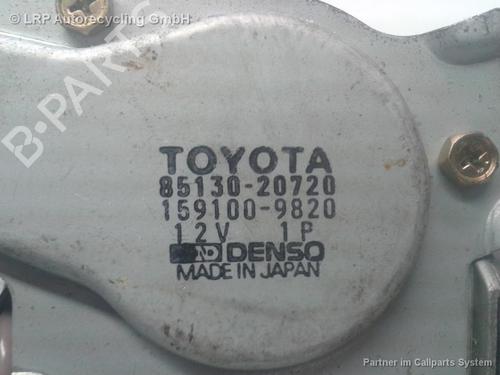 © LRP Autorecycling GmbH
B-PARTS
TOYOTA
85130-20720
159100-9820
12V 1P
ND DENSO
MADE IN JAPAN
Partner im Callparts System